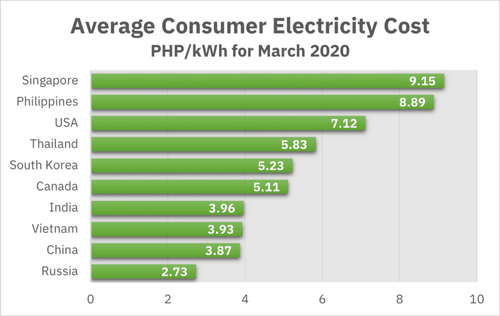 Average Consumer Electricity Cost
PHP/kWh for March 2020
Singapore 9.15
Philippines 8.89
USA 7.12
Thailand 5.83
South Korea 5.23
Canada 5.11
India 3.96
Vietnam 3.93
China 3.87
Russia 2.73
0 2 4 6 8 10